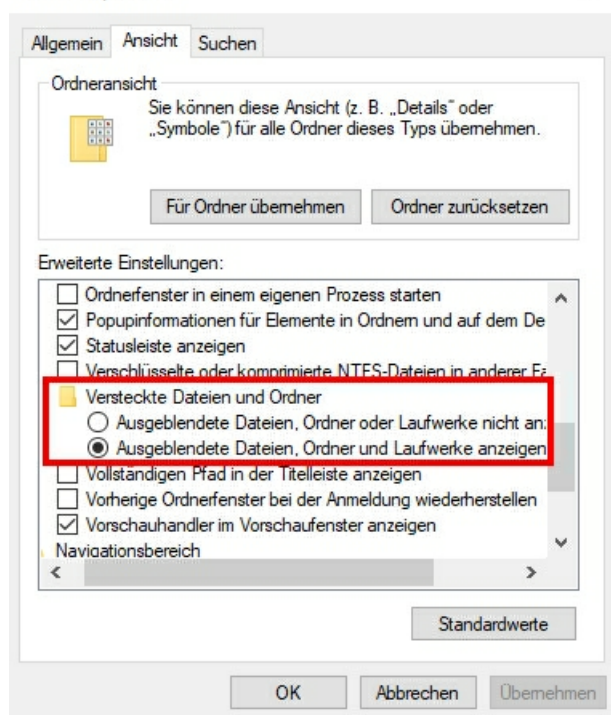 Allgemein Ansicht Suchen
Ordneransicht
Sie können diese Ansicht (z. B. „Details" oder
„Symbole") für alle Ordner dieses Typs übernehmen.
Für Ordner übernehmen Ordner zurücksetzen
Erweiterte Einstellungen:
Ordnerfenster in einem eigenen Prozess starten
Popupinformationen für Elemente in Ordnern und auf dem De
Statusleiste anzeigen
Verschlüsselte oder komprimierte NTFS-Dateien in anderer Fa
Versteckte Dateien und Ordner
Ausgeblendete Dateien, Ordner oder Laufwerke nicht an
Ausgeblendete Dateien, Ordner und Laufwerke anzeigen
Vollständigen Pfad in der Titelleiste anzeigen
Vorherige Ordnerfenster bei der Anmeldung wiederherstellen
Vorschauhandler im Vorschaufenster anzeigen
Navigationsbereich
Standardwerte
OK Abbrechen Übernehmen